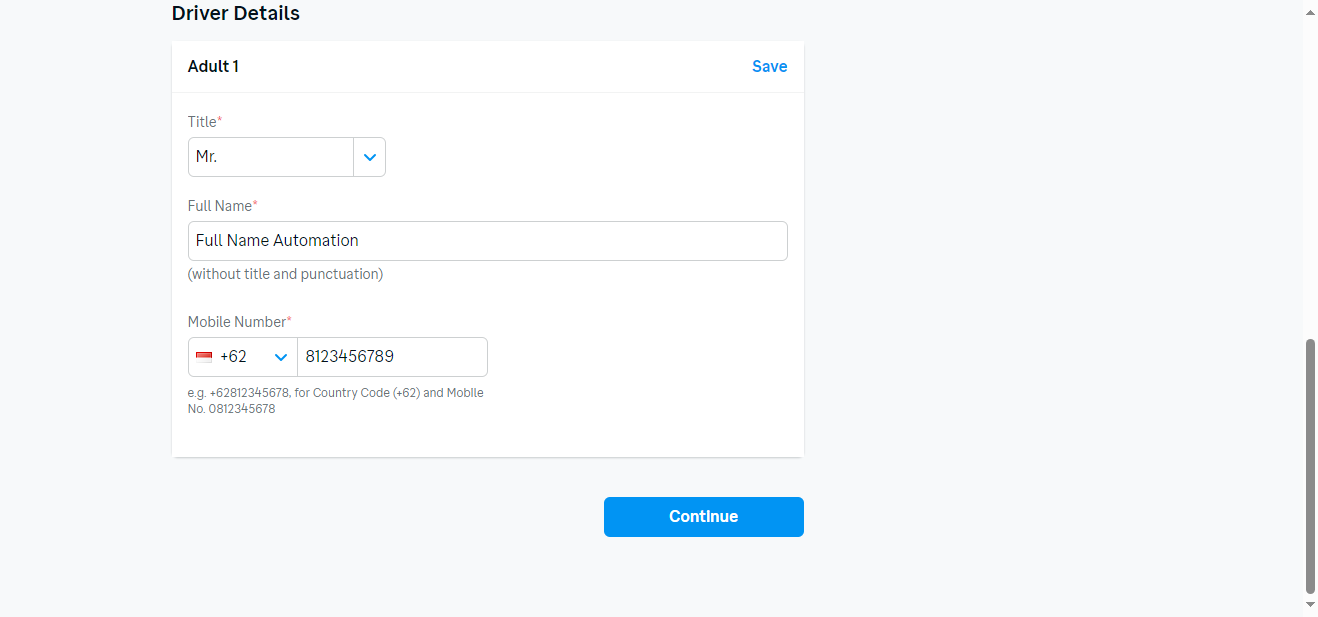 Driver Details
Adult 1
Save
Title*
Mr.
Full Name*
Full Name Automation
(without title and punctuation)
Mobile Number*
+62
8123456789
e.g. +62812345678, for Country Code (+62) and Mobile
No. 0812345678
Continue